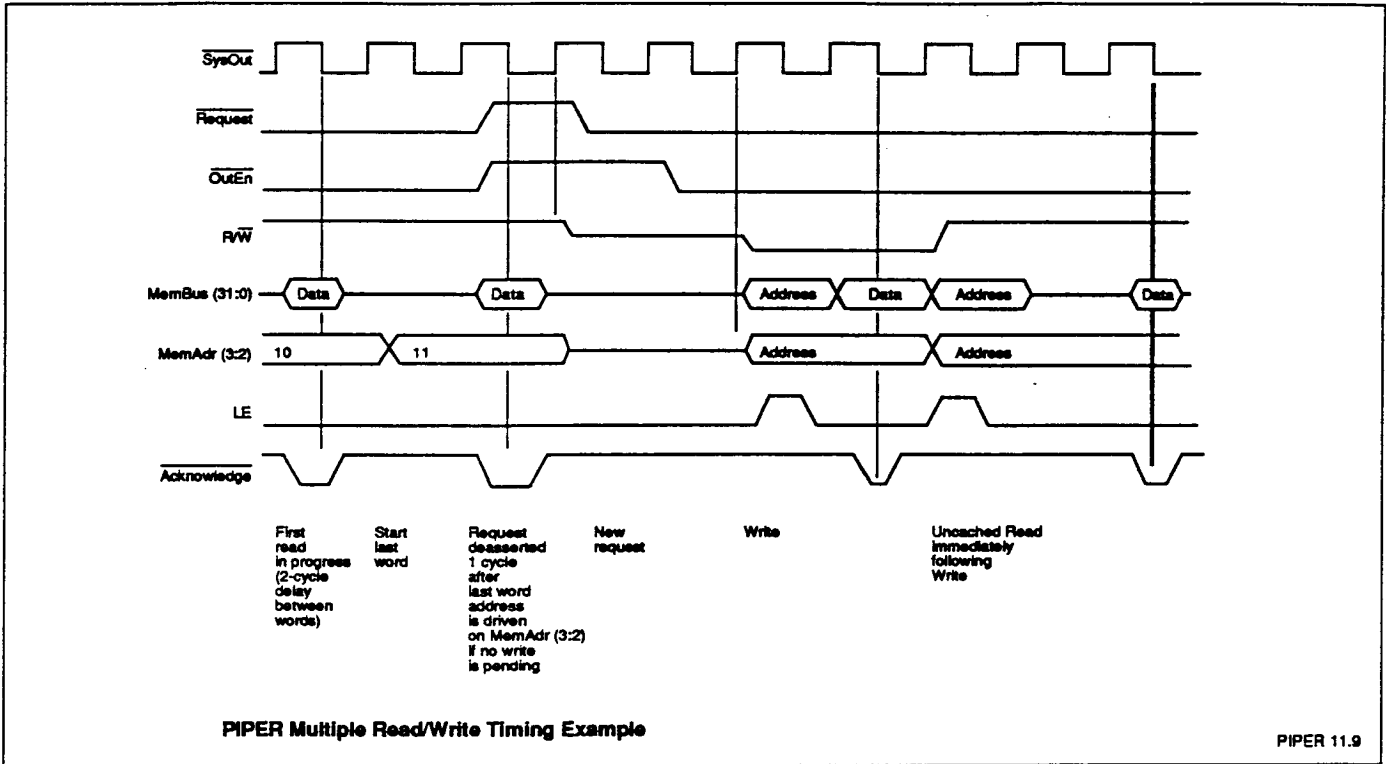 SysOut
Request
OutEn
R/W
MemBus (31:0) Data Data Address Data Address Data
MemAdr (3:2) 10 11 Address Address
LE
Acknowledge
First
read
in progress
(2-cycle
delay
between
words)
Start
last
word
Request
deasserted
1 cycle
after
last word
address
is driven
on MemAdr (3:2)
if no write
is pending
New
request
Write
Uncached Read
immediately
following
Write
PIPER Multiple Read/Write Timing Example
PIPER 11.9